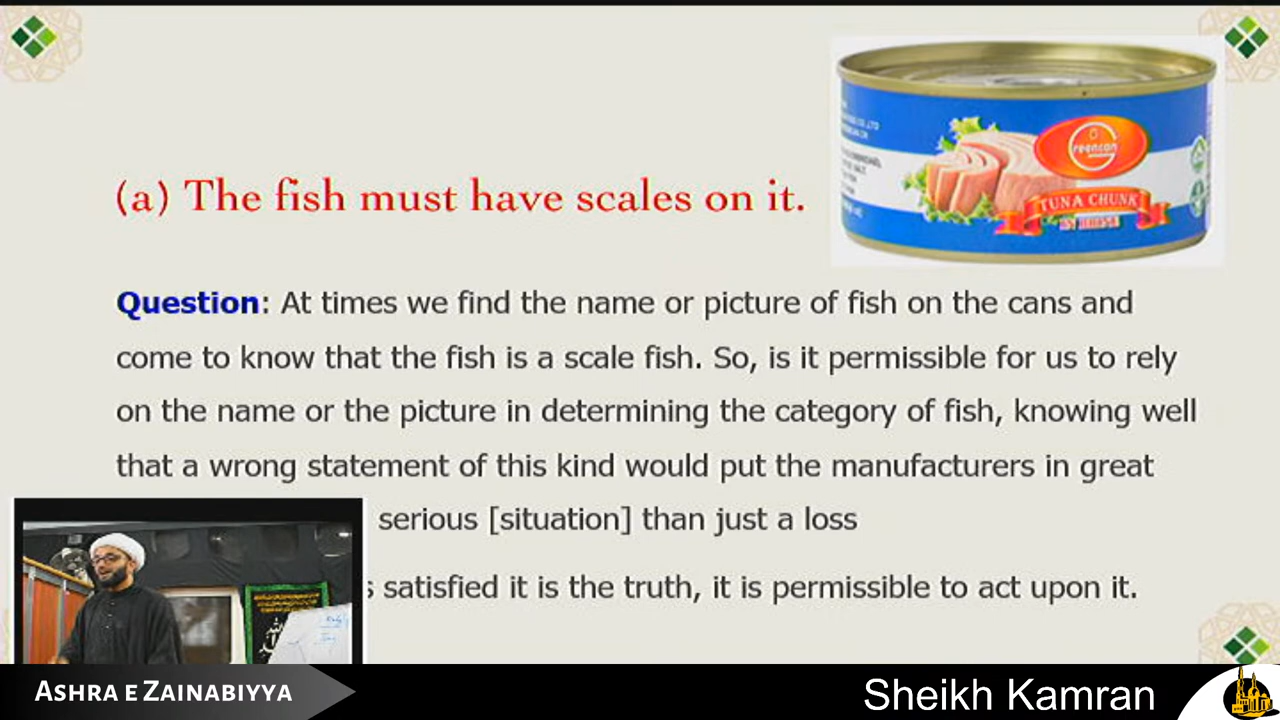 Greencan
TUNA CHUNK
(a) The fish must have scales on it.
Question: At times we find the name or picture of fish on the cans and
come to know that the fish is a scale fish. So, is it permissible for us to rely
on the name or the picture in determining the category of fish, knowing well
that a wrong statement of this kind would put the manufacturers in great
serious [situation] than just a loss
satisfied it is the truth, it is permissible to act upon it.
ASHRA E ZAINABIYYA
Sheikh Kamran